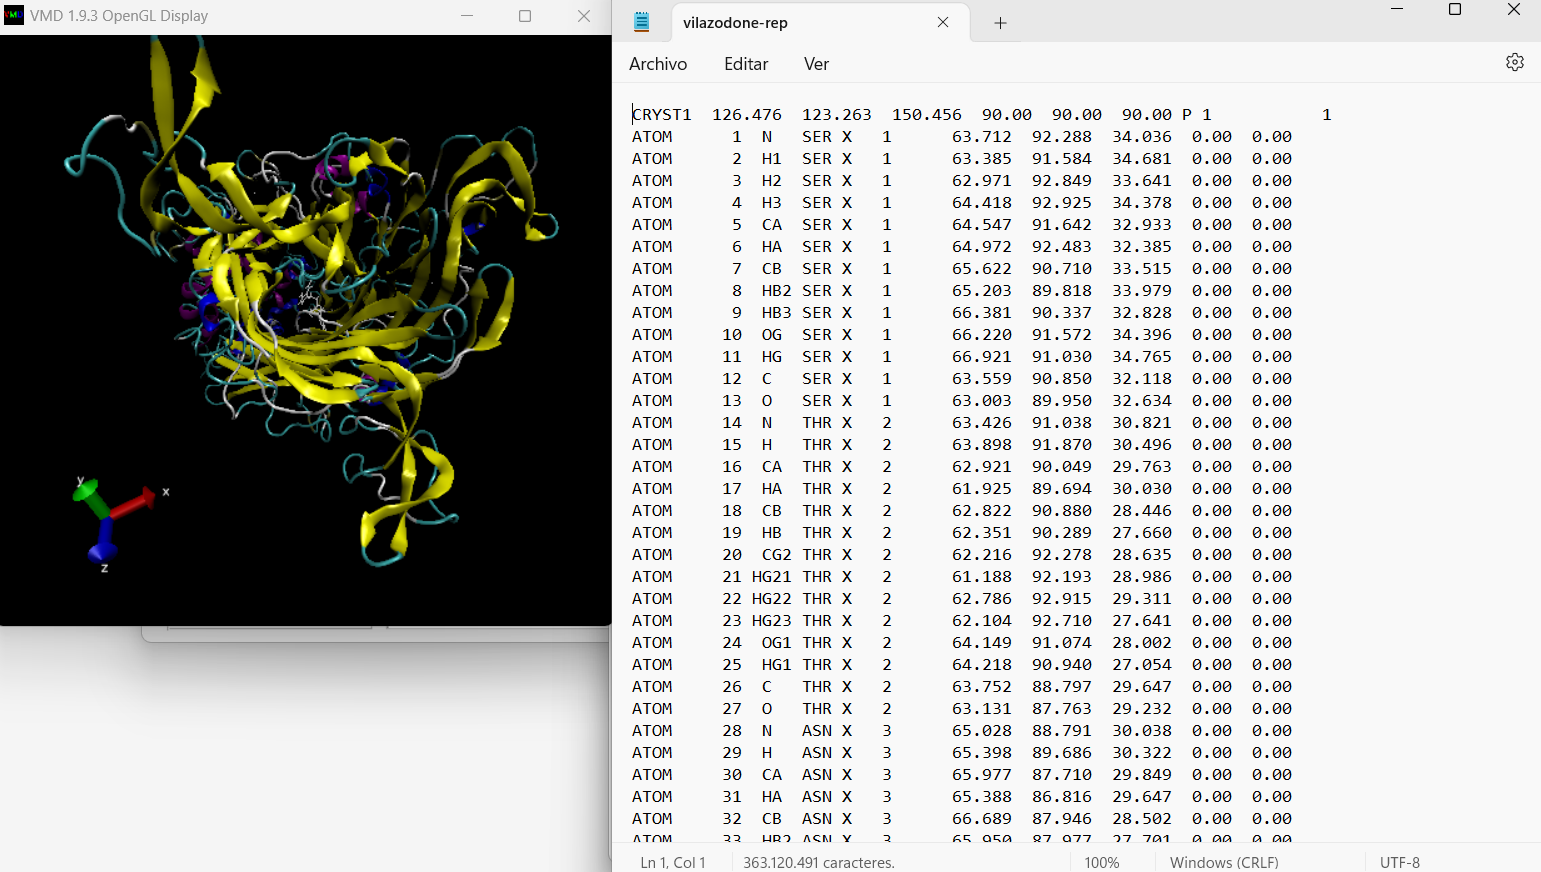 VMD 1.9.3 OpenGL Display
y
x
z
vilazodone-rep
Archivo Editar Ver
CRYST1 126.476 123.263 150.456 90.00 90.00 90.00 P 1 1
ATOM 1 N SER X 1 63.712 92.288 34.036 0.00 0.00
ATOM 2 H1 SER X 1 63.385 91.584 34.681 0.00 0.00
ATOM 3 H2 SER X 1 62.971 92.849 33.641 0.00 0.00
ATOM 4 H3 SER X 1 64.418 92.925 34.378 0.00 0.00
ATOM 5 CA SER X 1 64.547 91.642 32.933 0.00 0.00
ATOM 6 HA SER X 1 64.972 92.483 32.385 0.00 0.00
ATOM 7 CB SER X 1 65.622 90.710 33.515 0.00 0.00
ATOM 8 HB2 SER X 1 65.203 89.818 33.979 0.00 0.00
ATOM 9 HB3 SER X 1 66.381 90.337 32.828 0.00 0.00
ATOM 10 OG SER X 1 66.220 91.572 34.396 0.00 0.00
ATOM 11 HG SER X 1 66.921 91.030 34.765 0.00 0.00
ATOM 12 C SER X 1 63.559 90.850 32.118 0.00 0.00
ATOM 13 O SER X 1 63.003 89.950 32.634 0.00 0.00
ATOM 14 N THR X 2 63.426 91.038 30.821 0.00 0.00
ATOM 15 H THR X 2 63.898 91.870 30.496 0.00 0.00
ATOM 16 CA THR X 2 62.921 90.049 29.763 0.00 0.00
ATOM 17 HA THR X 2 61.925 89.694 30.030 0.00 0.00
ATOM 18 CB THR X 2 62.822 90.880 28.446 0.00 0.00
ATOM 19 HB THR X 2 62.351 90.289 27.660 0.00 0.00
ATOM 20 CG2 THR X 2 62.216 92.278 28.635 0.00 0.00
ATOM 21 HG21 THR X 2 61.188 92.193 28.986 0.00 0.00
ATOM 22 HG22 THR X 2 62.786 92.915 29.311 0.00 0.00
ATOM 23 HG23 THR X 2 62.104 92.710 27.641 0.00 0.00
ATOM 24 OG1 THR X 2 64.149 91.074 28.002 0.00 0.00
ATOM 25 HG1 THR X 2 64.218 90.940 27.054 0.00 0.00
ATOM 26 C THR X 2 63.752 88.797 29.647 0.00 0.00
ATOM 27 O THR X 2 63.131 87.763 29.232 0.00 0.00
ATOM 28 N ASN X 3 65.028 88.791 30.038 0.00 0.00
ATOM 29 H ASN X 3 65.398 89.686 30.322 0.00 0.00
ATOM 30 CA ASN X 3 65.977 87.710 29.849 0.00 0.00
ATOM 31 HA ASN X 3 65.388 86.816 29.647 0.00 0.00
ATOM 32 CB ASN X 3 66.689 87.946 28.502 0.00 0.00
ATOM 33 HB2 ASN X 3 65.950 87.977 27.701 0.00 0.00
Ln 1, Col 1 363.120.491 caracteres. 100% Windows (CRLF) UTF-8